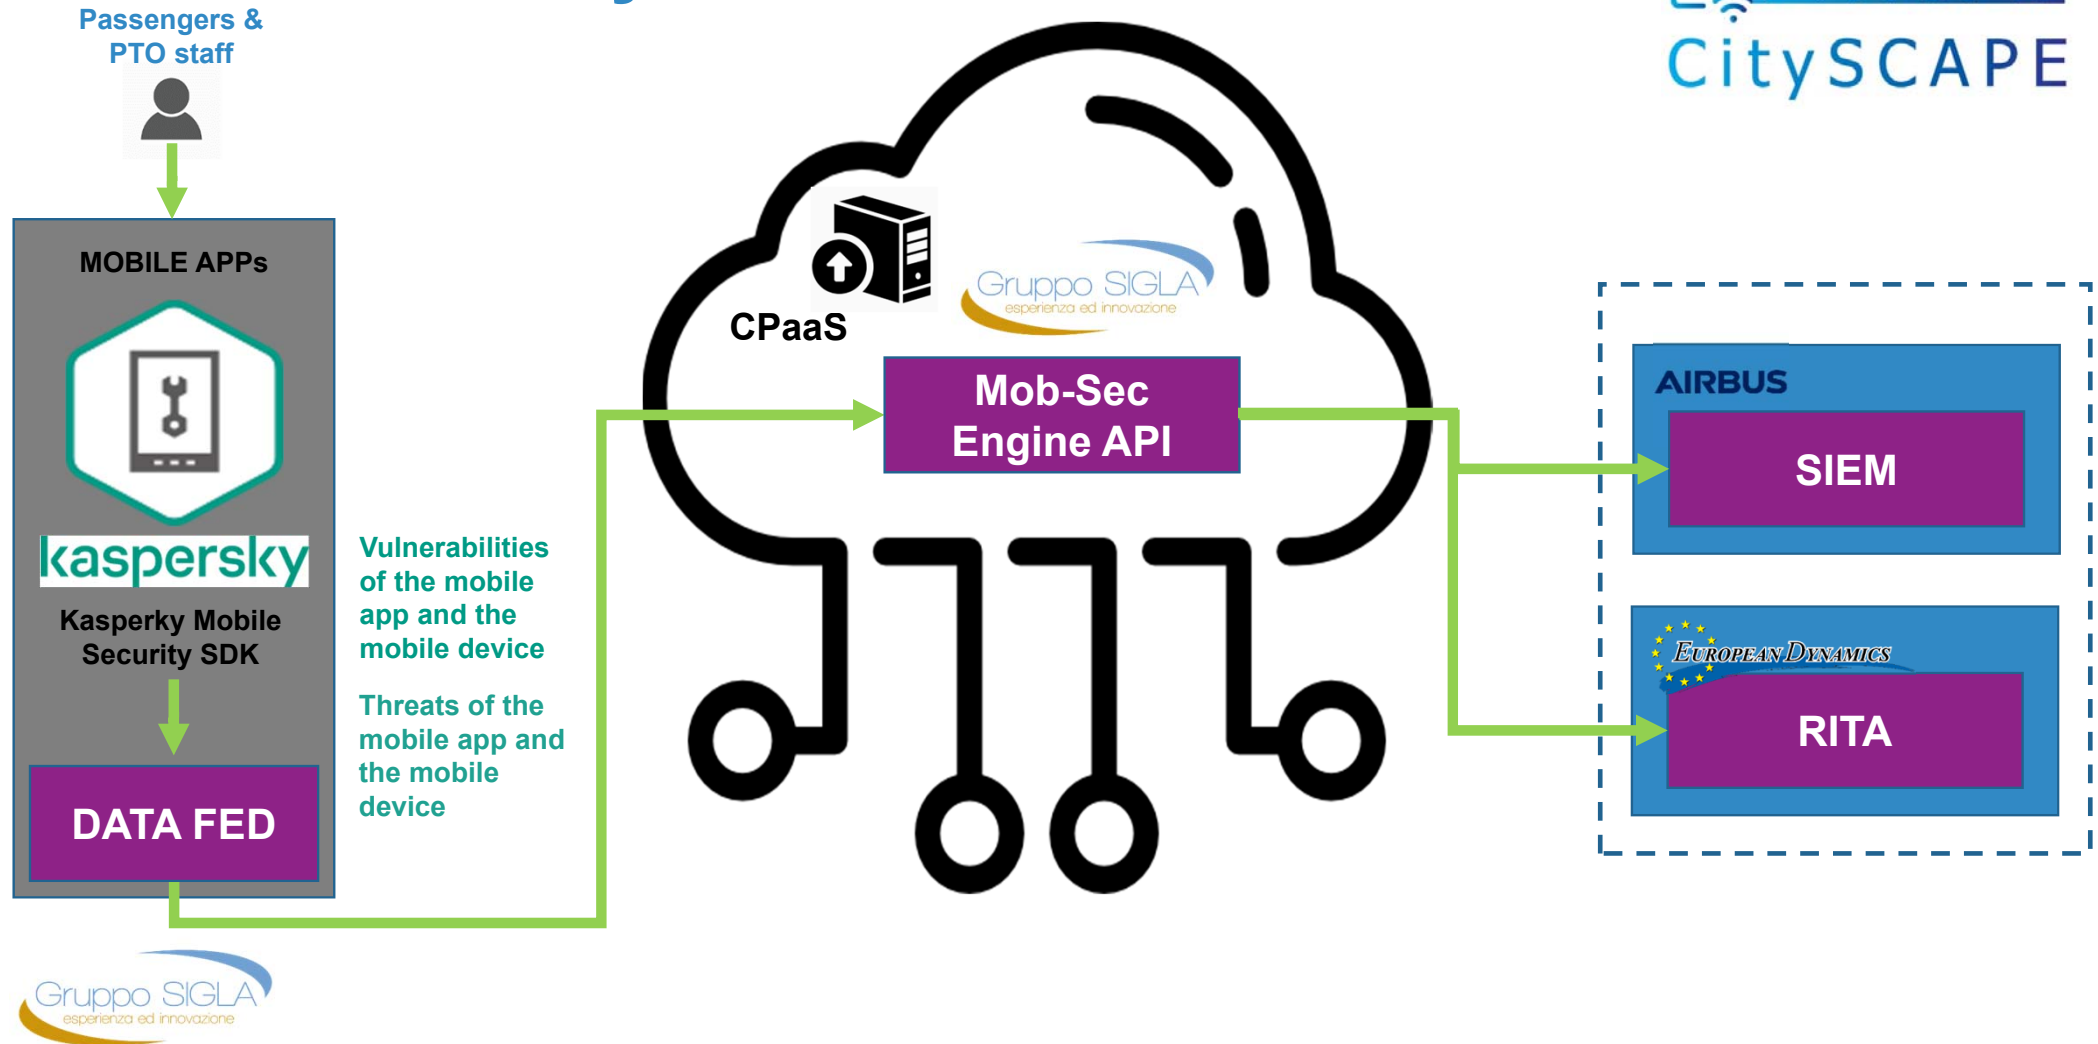 Passengers &
PTO staff
CitySCAPE
MOBILE APPs
kaspersky
Kasperky Mobile
Security SDK
DATA FED
Gruppo SIGLA
esperienza ed innovazione
Vulnerabilities
of the mobile
app and the
mobile device
Threats of the
mobile app and
the mobile
device
CPaaS
Gruppo SIGLA
esperienza ed innovazione
Mob-Sec
Engine API
AIRBUS
SIEM
EUROPEAN DYNAMICS
RITA